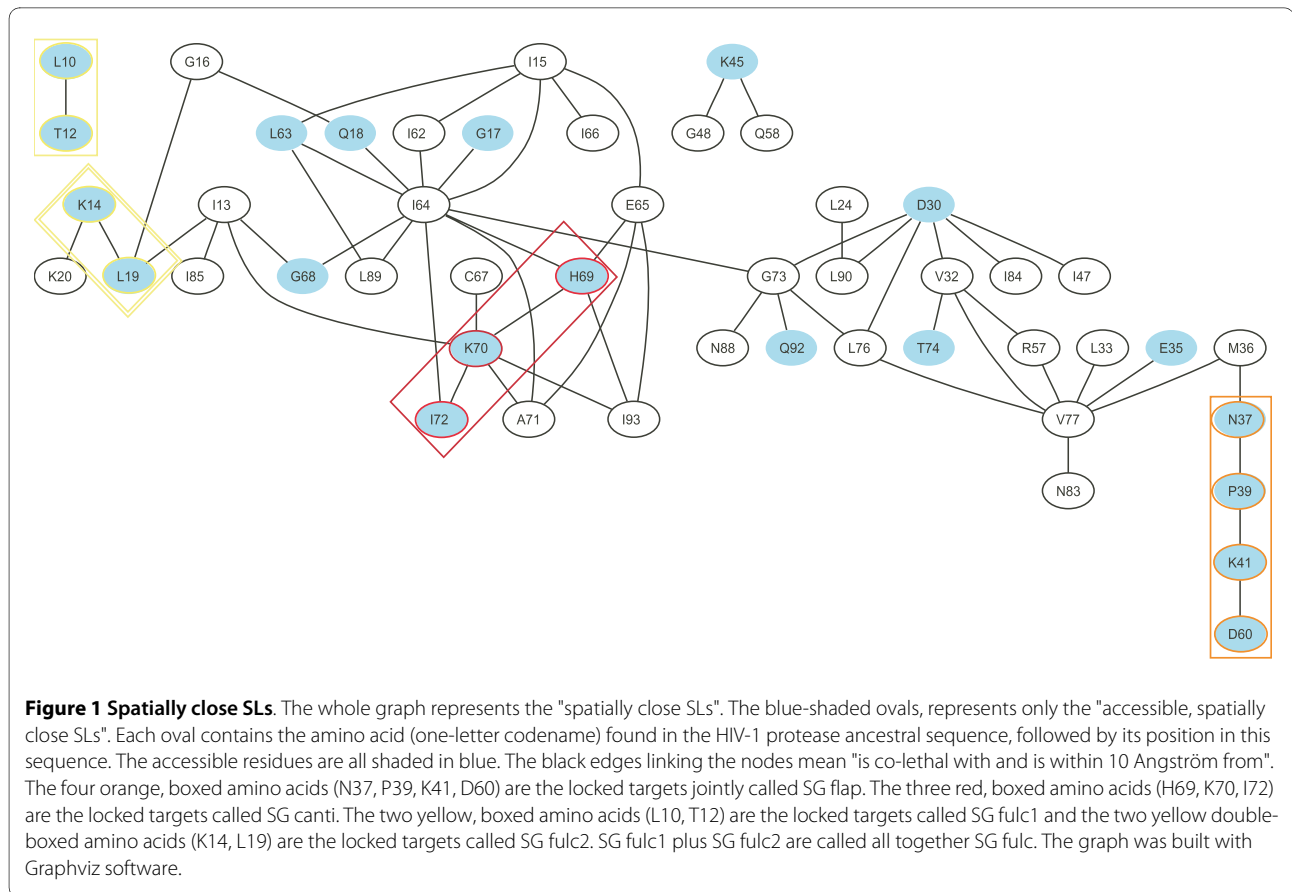 L10 G16 I15 K45
T12 L63 Q18 I62 G17 I66 G48 Q58
K14 I13 I64 E65 L24 D30
K20 L19 I85 G68 L89 C67 H69 G73 L90 V32 I84 I47
K70 N88 Q92 L76 T74 R57 L33 E35 M36
I72 A71 I93 V77 N37
N83 P39
K41
D60
Figure 1 Spatially close SLs. The whole graph represents the "spatially close SLs". The blue-shaded ovals, represents only the "accessible, spatially
close SLs". Each oval contains the amino acid (one-letter codename) found in the HIV-1 protease ancestral sequence, followed by its position in this
sequence. The accessible residues are all shaded in blue. The black edges linking the nodes mean "is co-lethal with and is within 10 Angström from".
The four orange, boxed amino acids (N37, P39, K41, D60) are the locked targets jointly called SG flap. The three red, boxed amino acids (H69, K70, I72)
are the locked targets called SG canti. The two yellow, boxed amino acids (L10, T12) are the locked targets called SG fulc1 and the two yellow double-
boxed amino acids (K14, L19) are the locked targets called SG fulc2. SG fulc1 plus SG fulc2 are called all together SG fulc. The graph was built with
Graphviz software.